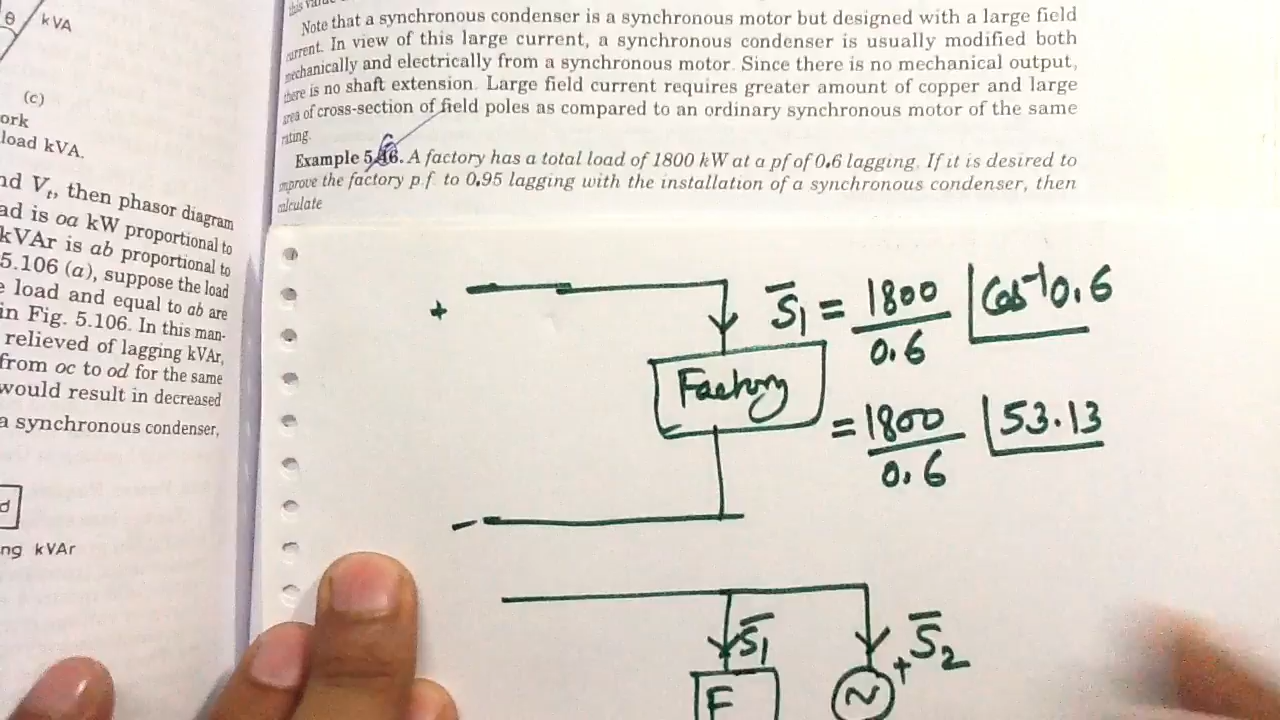 θ kVA
(c)
ork
load kVA.
nd Vt, then phasor diagram
ad is oa kW proportional to
kVAr is ab proportional to
5.106 (a), suppose the load
e load and equal to ab are
in Fig. 5.106. In this man-
relieved of lagging kVAr,
from oc to od for the same
would result in decreased
a synchronous condenser,
d
ng kVAr
this value
Note that a synchronous condenser is a synchronous motor but designed with a large field
current. In view of this large current, a synchronous condenser is usually modified both
mechanically and electrically from a synchronous motor. Since there is no mechanical output,
there is no shaft extension. Large field current requires greater amount of copper and large
area of cross-section of field poles as compared to an ordinary synchronous motor of the same
rating.
Example 5. 6. A factory has a total load of 1800 kW at a pf of 0.6 lagging. If it is desired to
improve the factory p.f. to 0.95 lagging with the installation of a synchronous condenser, then
calculate
+
S̄1 = 1800/0.6 ∠cos⁻¹0.6
Factory
= 1800/0.6 ∠53.13
−
S̄1
+ S̄2
F
~